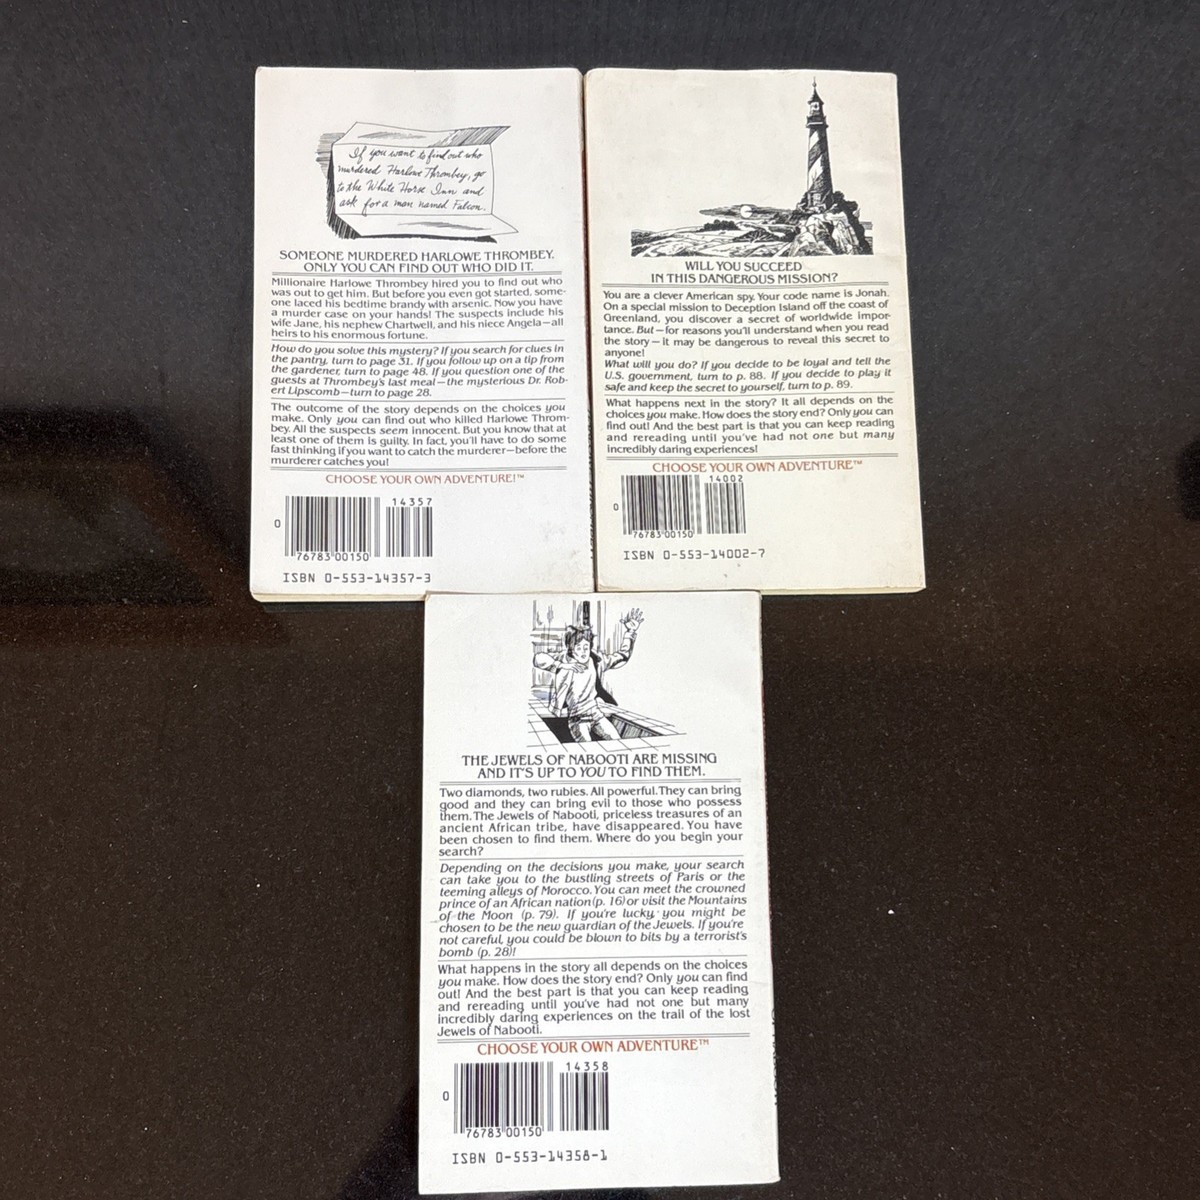 If you want to find out who
murdered Harlowe Thrombey, go
to the White Horse Inn and
ask for a man named Falcon.
SOMEONE MURDERED HARLOWE THROMBEY.
ONLY YOU CAN FIND OUT WHO DID IT.
Millionaire Harlowe Thrombey hired you to find out who
was out to get him. But before you even got started, some-
one laced his bedtime brandy with arsenic. Now you have
a murder case on your hands! The suspects include his
wife Jane, his nephew Chartwell, and his niece Angela—all
heirs to his enormous fortune.
How do you solve this mystery? If you search for clues in
the pantry, turn to page 31. If you follow up on a tip from
the gardener, turn to page 48. If you question one of the
guests at Thrombey's last meal—the mysterious Dr. Rob-
ert Lipscomb—turn to page 28.
The outcome of the story depends on the choices you
make. Only you can find out who killed Harlowe Throm-
bey. All the suspects seem innocent. But you know that at
least one of them is guilty. In fact, you'll have to do some
fast thinking if you want to catch the murderer—before the
murderer catches you!
CHOOSE YOUR OWN ADVENTURE!™
14357
0
76783 00150
ISBN 0-553-14357-3
WILL YOU SUCCEED
IN THIS DANGEROUS MISSION?
You are a clever American spy. Your code name is Jonah.
On a special mission to Deception Island off the coast of
Greenland, you discover a secret of worldwide impor-
tance. But—for reasons you'll understand when you read
the story—it may be dangerous to reveal this secret to
anyone!
What will you do? If you decide to be loyal and tell the
U.S. government, turn to p. 88. If you decide to play it
safe and keep the secret to yourself, turn to p. 89.
What happens next in the story? It all depends on the
choices you make. How does the story end? Only you can
find out! And the best part is that you can keep reading
and rereading until you've had not one but many
incredibly daring experiences!
CHOOSE YOUR OWN ADVENTURE™
14002
0
76783 00150
ISBN 0-553-14002-7
THE JEWELS OF NABOOTI ARE MISSING
AND IT'S UP TO YOU TO FIND THEM.
Two diamonds, two rubies. All powerful. They can bring
good and they can bring evil to those who possess
them. The Jewels of Nabooti, priceless treasures of an
ancient African tribe, have disappeared. You have
been chosen to find them. Where do you begin your
search?
Depending on the decisions you make, your search
can take you to the bustling streets of Paris or the
teeming alleys of Morocco. You can meet the crowned
prince of an African nation (p. 16) or visit the Mountains
of the Moon (p. 79). If you're lucky you might be
chosen to be the new guardian of the Jewels. If you're
not careful, you could be blown to bits by a terrorist's
bomb (p. 28)!
What happens in the story all depends on the choices
you make. How does the story end? Only you can find
out! And the best part is that you can keep reading
and rereading until you've had not one but many
incredibly daring experiences on the trail of the lost
Jewels of Nabooti.
CHOOSE YOUR OWN ADVENTURE™
14358
0
76783 00150
ISBN 0-553-14358-1